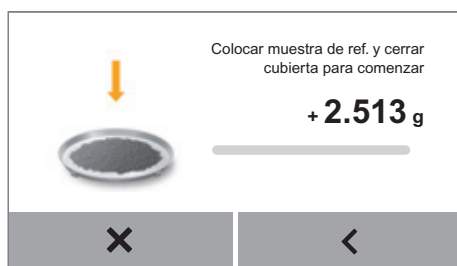 Colocar muestra de ref. y cerrar
cubierta para comenzar
+ 2.513 g